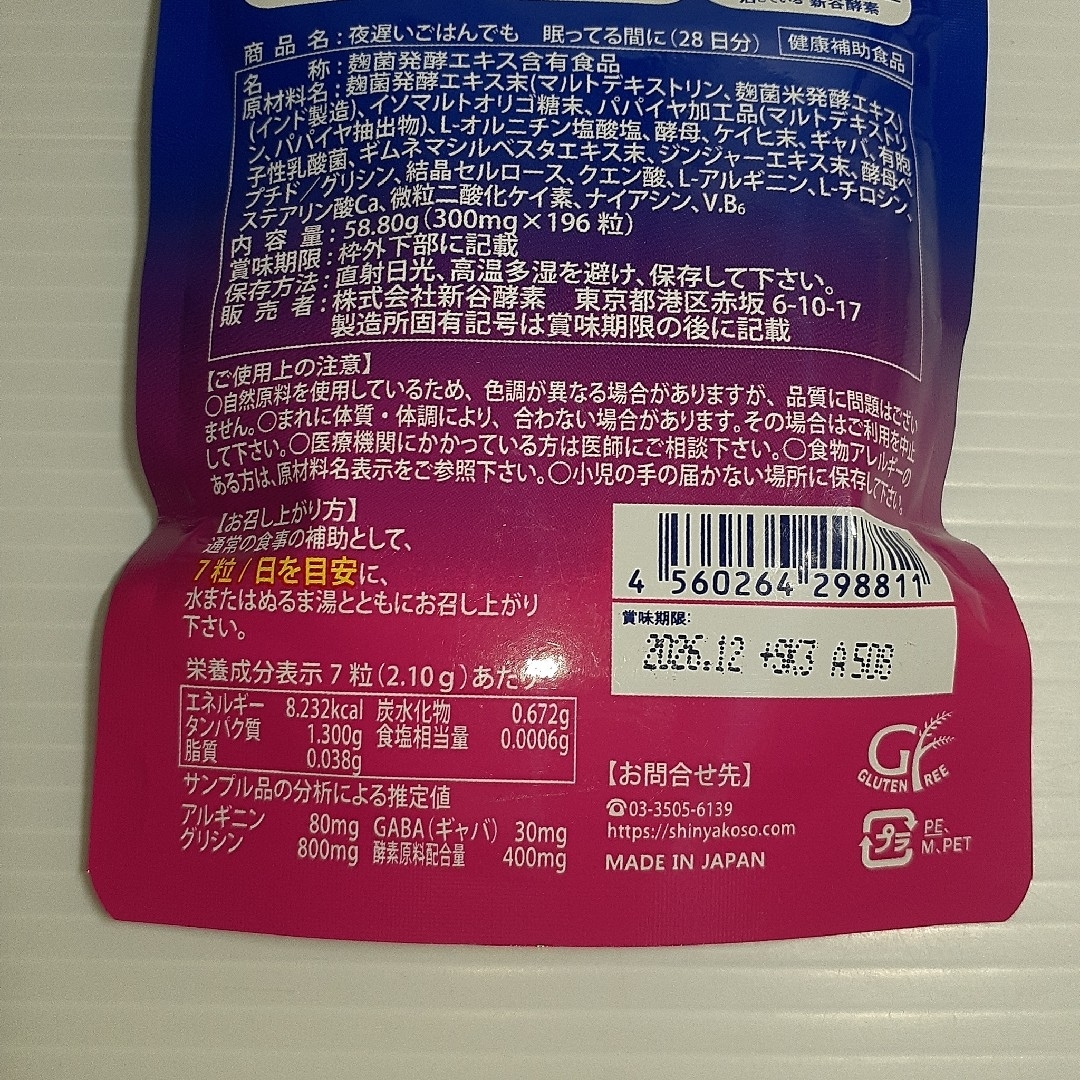 新谷酵素
商品名：夜遅いごはんでも 眠ってる間に(28日分) 健康補助食品
名称：麹菌発酵エキス含有食品
原材料名：麹菌発酵エキス末(マルトデキストリン、麹菌米発酵エキス)
(インド製造)、イソマルトオリゴ糖末、パパイヤ加工品(マルトデキストリ
ン、パパイヤ抽出物)、L-オルニチン塩酸塩、酵母、ケイヒ末、ギャバ、有胞
子性乳酸菌、ギムネマシルベスタエキス末、ジンジャーエキス末、酵母ペ
プチド／グリシン、結晶セルロース、クエン酸、L-アルギニン、L-チロシン、
ステアリン酸Ca、微粒二酸化ケイ素、ナイアシン、V.B₆
内容量：58.80g(300mg×196粒)
賞味期限：枠外下部に記載
保存方法：直射日光、高温多湿を避け、保存して下さい。
販売者：株式会社新谷酵素 東京都港区赤坂6-10-17
製造所固有記号は賞味期限の後に記載
【ご使用上の注意】
○自然原料を使用しているため、色調が異なる場合がありますが、品質に問題はござい
ません。○まれに体質・体調により、合わない場合があります。その場合はご利用を中止
して下さい。○医療機関にかかっている方は医師にご相談下さい。○食物アレルギーの
ある方は、原材料名表示をご参照下さい。○小児の手の届かない場所に保存して下さい。
【お召し上がり方】
通常の食事の補助として、
7粒/日を目安に、
水またはぬるま湯とともにお召し上がり
下さい。
4 560264 298811
賞味期限：
2026.12 +SK3 A508
栄養成分表示 7粒(2.10g)あたり
エネルギー 8.232kcal 炭水化物 0.672g
タンパク質 1.300g 食塩相当量 0.0006g
脂質 0.038g
サンプル品の分析による推定値
アルギニン 80mg GABA(ギャバ) 30mg
グリシン 800mg 酵素原料配合量 400mg
【お問合せ先】
☎03-3505-6139
https://shinyakoso.com
MADE IN JAPAN
G
GLUTEN FREE
プラ
PE、
M、PET